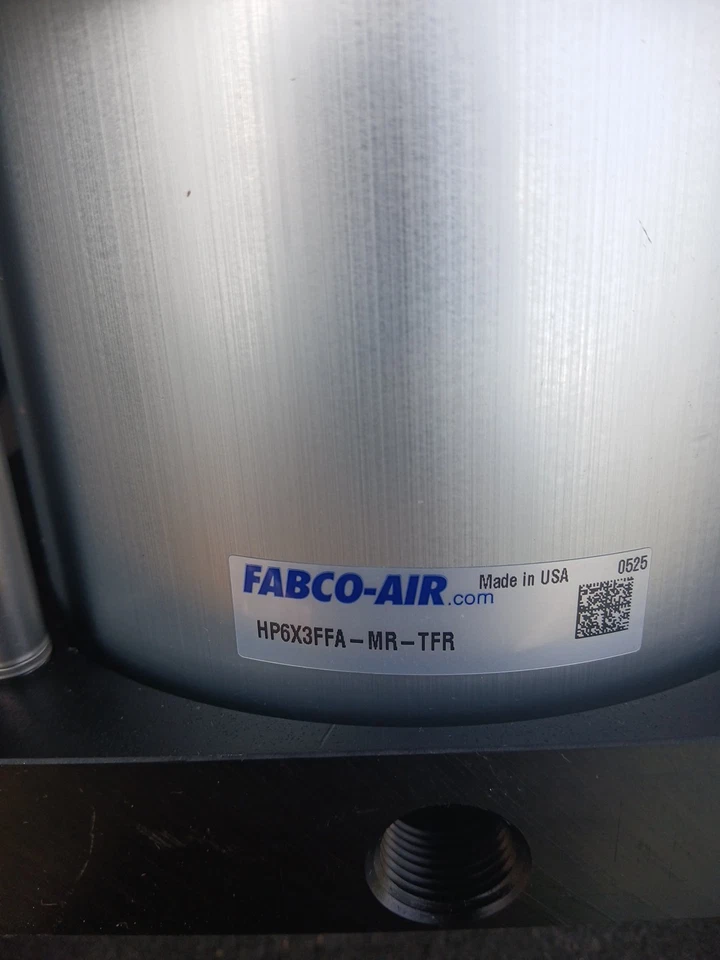 FABCO-AIR.com Made in USA 0525
HP6X3FFA-MR-TFR